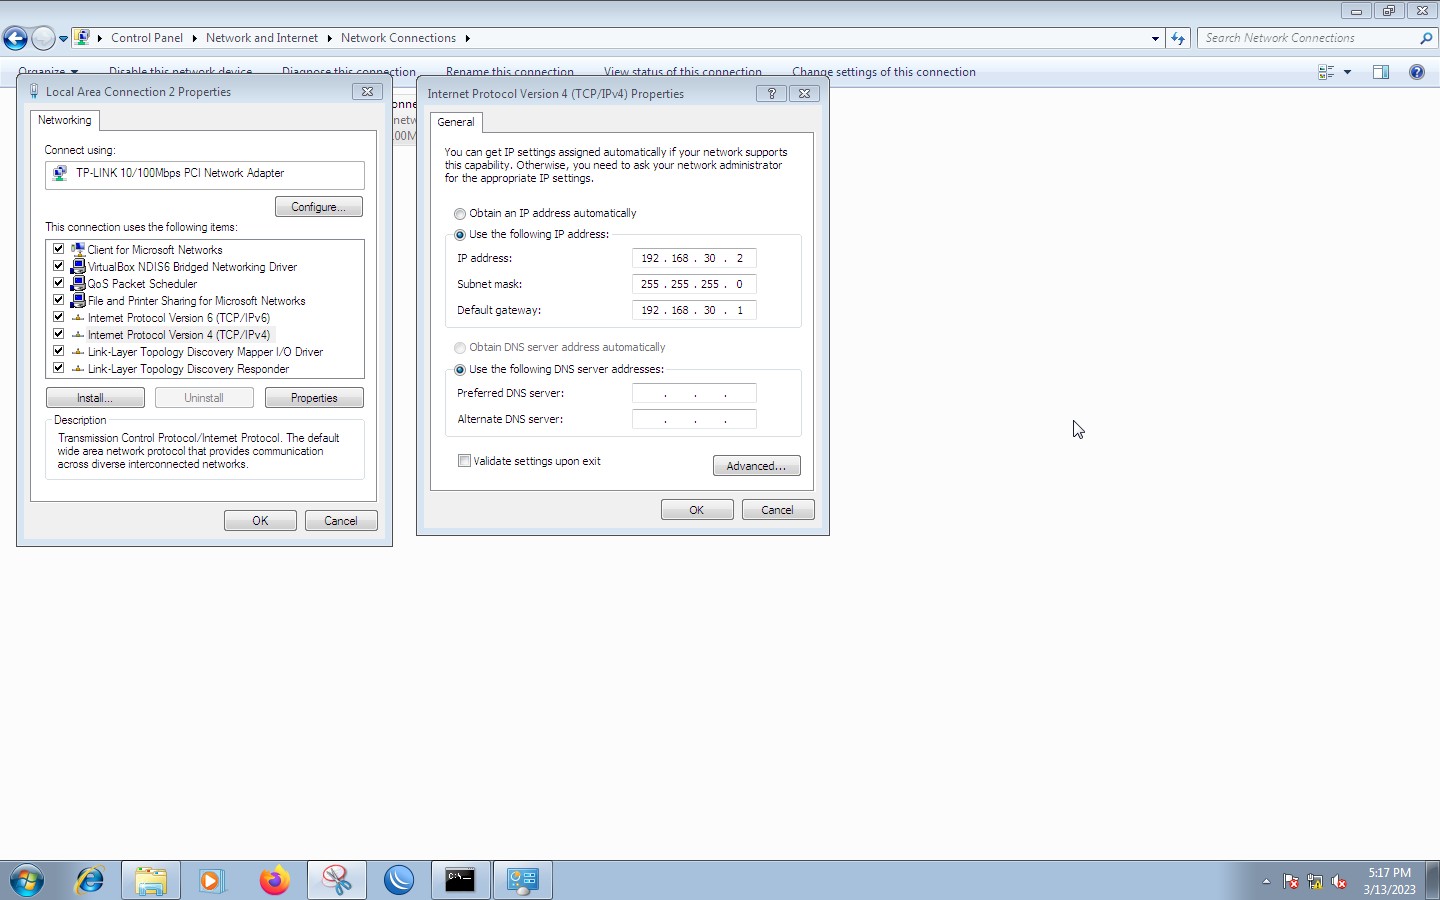 Control Panel Network and Internet Network Connections
Search Network Connections
Organize Disable this network device Diagnose this connection Rename this connection View status of this connection Change settings of this connection
Local Area Connection 2 Properties
Networking
Connect using:
TP-LINK 10/100Mbps PCI Network Adapter
Configure...
This connection uses the following items:
Client for Microsoft Networks
VirtualBox NDIS6 Bridged Networking Driver
QoS Packet Scheduler
File and Printer Sharing for Microsoft Networks
Internet Protocol Version 6 (TCP/IPv6)
Internet Protocol Version 4 (TCP/IPv4)
Link-Layer Topology Discovery Mapper I/O Driver
Link-Layer Topology Discovery Responder
Install... Uninstall Properties
Description
Transmission Control Protocol/Internet Protocol. The default
wide area network protocol that provides communication
across diverse interconnected networks.
OK Cancel
Internet Protocol Version 4 (TCP/IPv4) Properties
?
General
You can get IP settings assigned automatically if your network supports
this capability. Otherwise, you need to ask your network administrator
for the appropriate IP settings.
Obtain an IP address automatically
Use the following IP address:
IP address: 192 . 168 . 30 . 2
Subnet mask: 255 . 255 . 255 . 0
Default gateway: 192 . 168 . 30 . 1
Obtain DNS server address automatically
Use the following DNS server addresses:
Preferred DNS server: . . .
Alternate DNS server: . . .
Validate settings upon exit
Advanced...
OK Cancel
C:\_
5:17 PM
3/13/2023